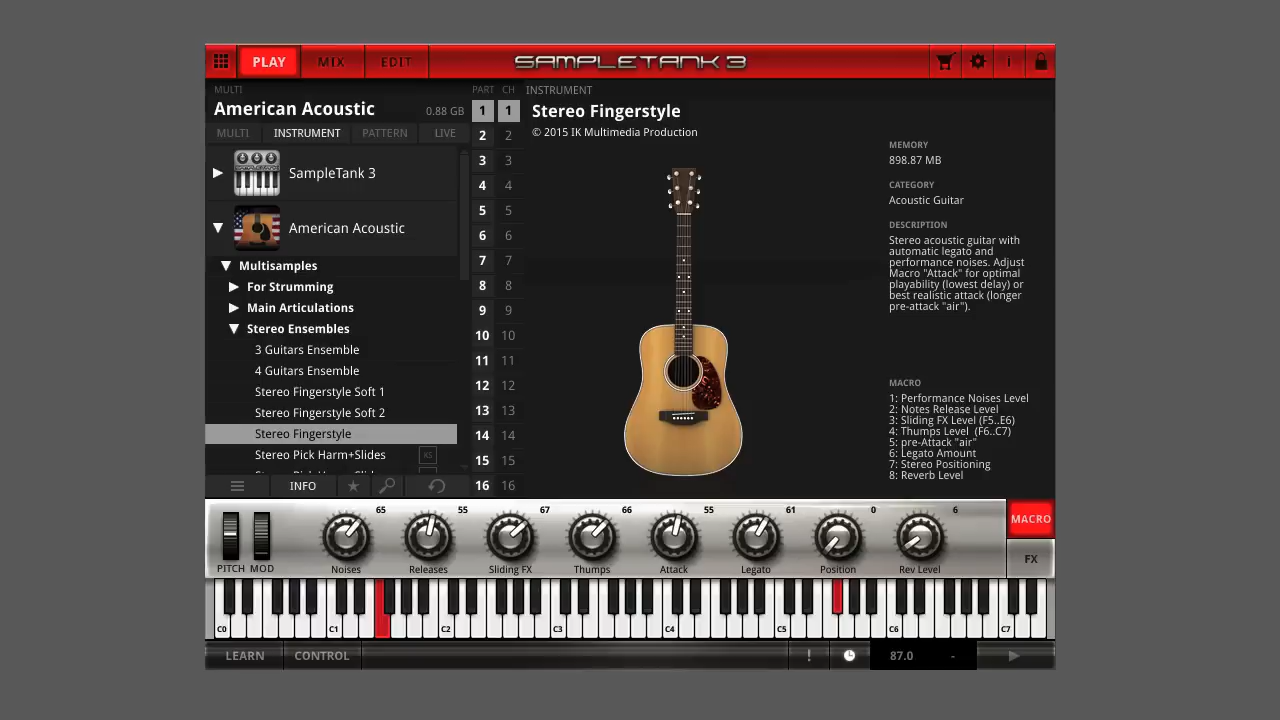 PLAY MIX EDIT SAMPLETANK 3 i
MULTI
American Acoustic 0.88 GB
MULTI INSTRUMENT PATTERN LIVE
SampleTank 3
American Acoustic
Multisamples
For Strumming
Main Articulations
Stereo Ensembles
3 Guitars Ensemble
4 Guitars Ensemble
Stereo Fingerstyle Soft 1
Stereo Fingerstyle Soft 2
Stereo Fingerstyle
Stereo Pick Harm+Slides KS
INFO
PART CH
1 1
2 2
3 3
4 4
5 5
6 6
7 7
8 8
9 9
10 10
11 11
12 12
13 13
14 14
15 15
16 16
INSTRUMENT
Stereo Fingerstyle
© 2015 IK Multimedia Production
MEMORY
898.87 MB
CATEGORY
Acoustic Guitar
DESCRIPTION
Stereo acoustic guitar with
automatic legato and
performance noises. Adjust
Macro "Attack" for optimal
playability (lowest delay) or
best realistic attack (longer
pre-attack "air").
MACRO
1: Performance Noises Level
2: Notes Release Level
3: Sliding FX Level (F5..E6)
4: Thumps Level (F6..C7)
5: pre-Attack "air"
6: Legato Amount
7: Stereo Positioning
8: Reverb Level
65 55 67 66 55 61 0 6
PITCH MOD Noises Releases Sliding FX Thumps Attack Legato Position Rev Level
MACRO
FX
C0 C1 C2 C3 C4 C5 C6 C7
LEARN CONTROL ! 87.0 -